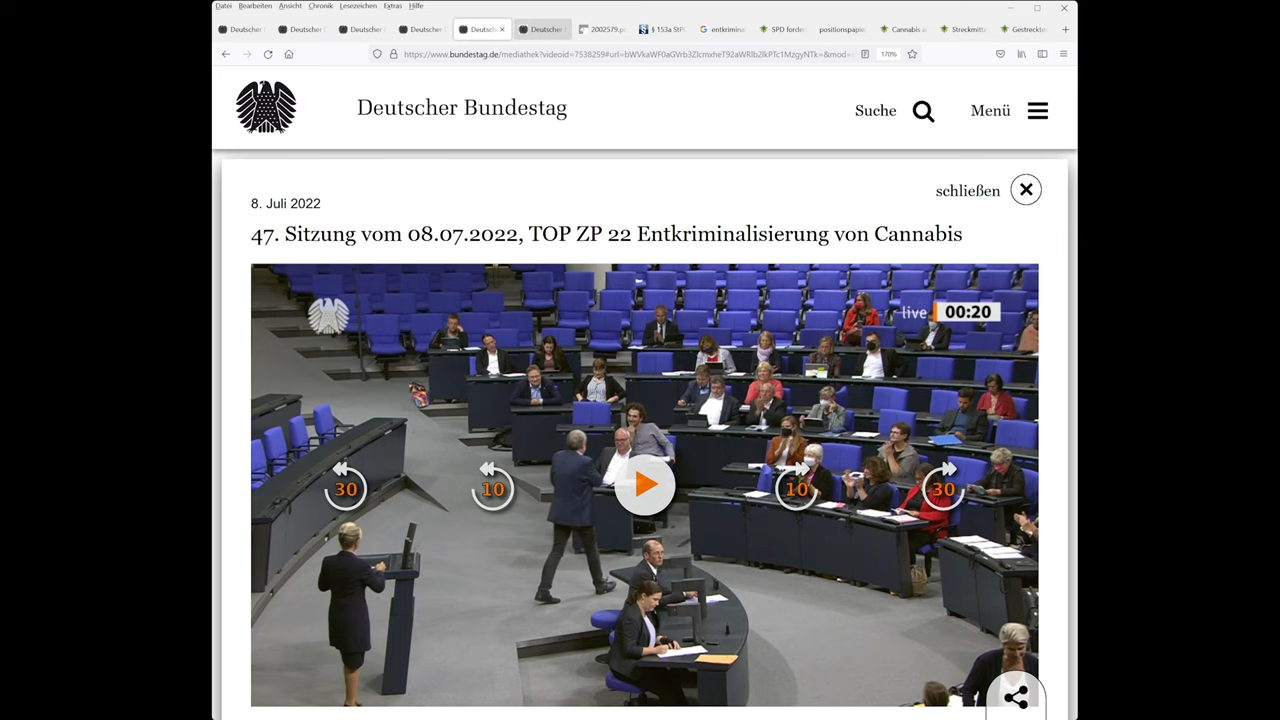 Datei Bearbeiten Ansicht Chronik Lesezeichen Extras Hilfe
Deutscher Deutscher Deutscher Deutscher Deutsch Deutscher 2002579.p § 153a StP entkriminal SPD forder positionspapie Cannabis a Streckmitte Gestreckte
https://www.bundestag.de/mediathek?videoid=7538259#url= 170%
Deutscher Bundestag
Suche
Menü
schließen
8. Juli 2022
47. Sitzung vom 08.07.2022, TOP ZP 22 Entkriminalisierung von Cannabis
live 00:20
30 10 10 30